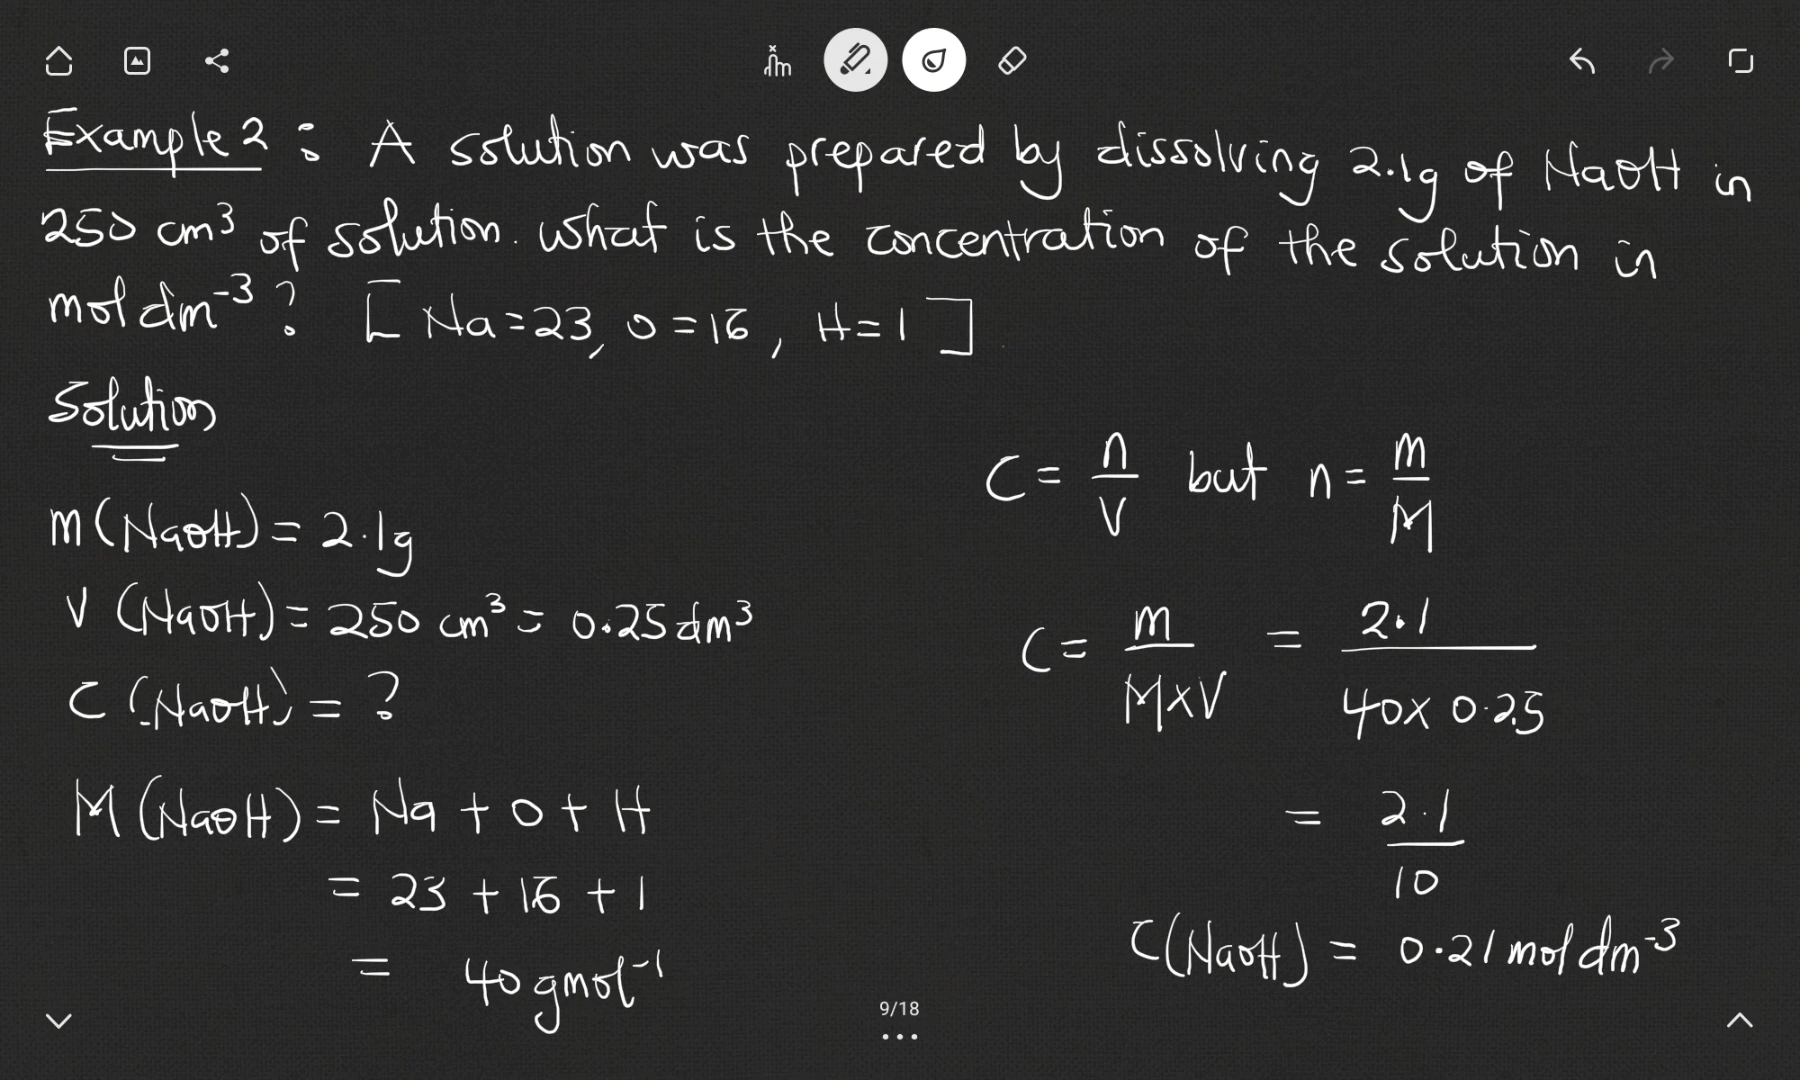 Example 2 : A solution was prepared by dissolving 2.1g of NaOH in
250 cm³ of solution. What is the concentration of the solution in
mol dm⁻³? [Na=23, O=16, H=1]
Solution
m(NaOH) = 2.1g
V (NaOH) = 250 cm³ = 0.25 dm³
C (NaOH) = ?
M (NaOH) = Na + O + H
= 23 + 16 + 1
= 40 gmol⁻¹
C = n/V but n = m/M
C = m/M×V = 2.1/40× 0.25
= 2.1/10
C(NaOH) = 0.21 mol dm⁻³
9/18